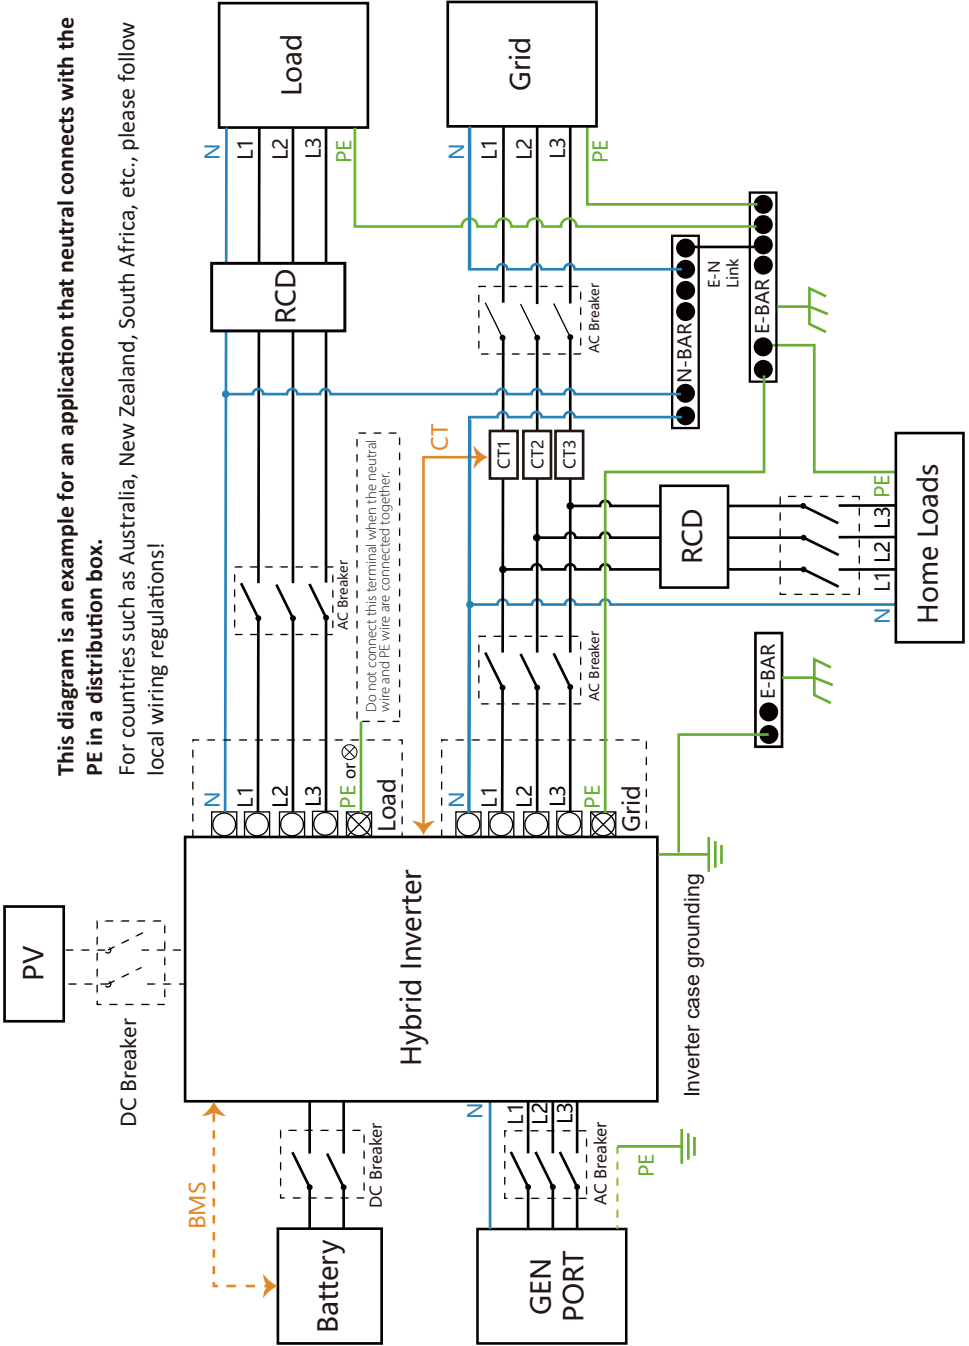 This diagram is an example for an application that neutral connects with the
PE in a distribution box.
For countries such as Australia, New Zealand, South Africa, etc., please follow
local wiring regulations!
PV
DC Breaker
BMS
Battery
DC Breaker
Hybrid Inverter
GEN
PORT
N
L1
L2
L3
AC Breaker
PE
Inverter case grounding
N
L1
L2
L3
PE or
Load
N
L1
L2
L3
PE
Grid
AC Breaker
Do not connect this terminal when the neutral
wire and PE wire are connected together.
CT
RCD
N
L1
L2
L3
PE
Load
AC Breaker
CT1
CT2
CT3
AC Breaker
N
L1
L2
L3
PE
Grid
N-BAR
E-N
Link
E-BAR
RCD
N
L1
L2
L3
PE
Home Loads
E-BAR